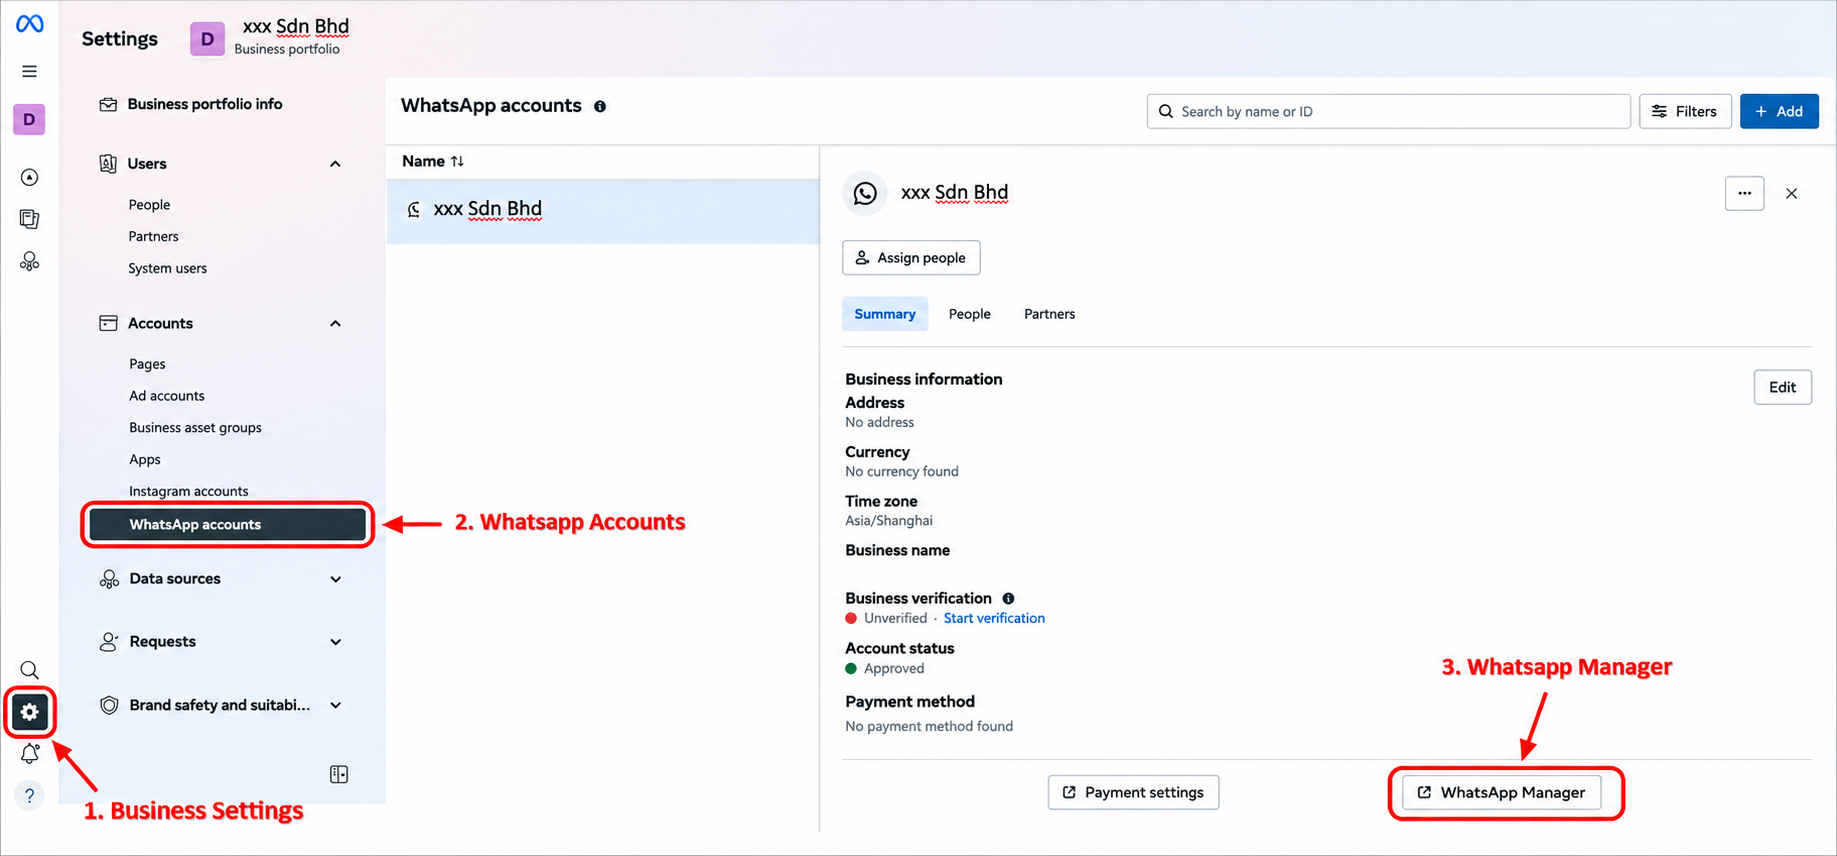 Settings
D
xxx Sdn Bhd
Business portfolio
D
Business portfolio info
Users
People
Partners
System users
Accounts
Pages
Ad accounts
Business asset groups
Apps
Instagram accounts
WhatsApp accounts
2. Whatsapp Accounts
Data sources
Requests
Brand safety and suitabi...
?
1. Business Settings
WhatsApp accounts
Search by name or ID
Filters
+ Add
Name
xxx Sdn Bhd
xxx Sdn Bhd
...
Assign people
Summary People Partners
Business information
Edit
Address
No address
Currency
No currency found
Time zone
Asia/Shanghai
Business name
Business verification
Unverified · Start verification
Account status
Approved
Payment method
No payment method found
3. Whatsapp Manager
Payment settings
WhatsApp Manager